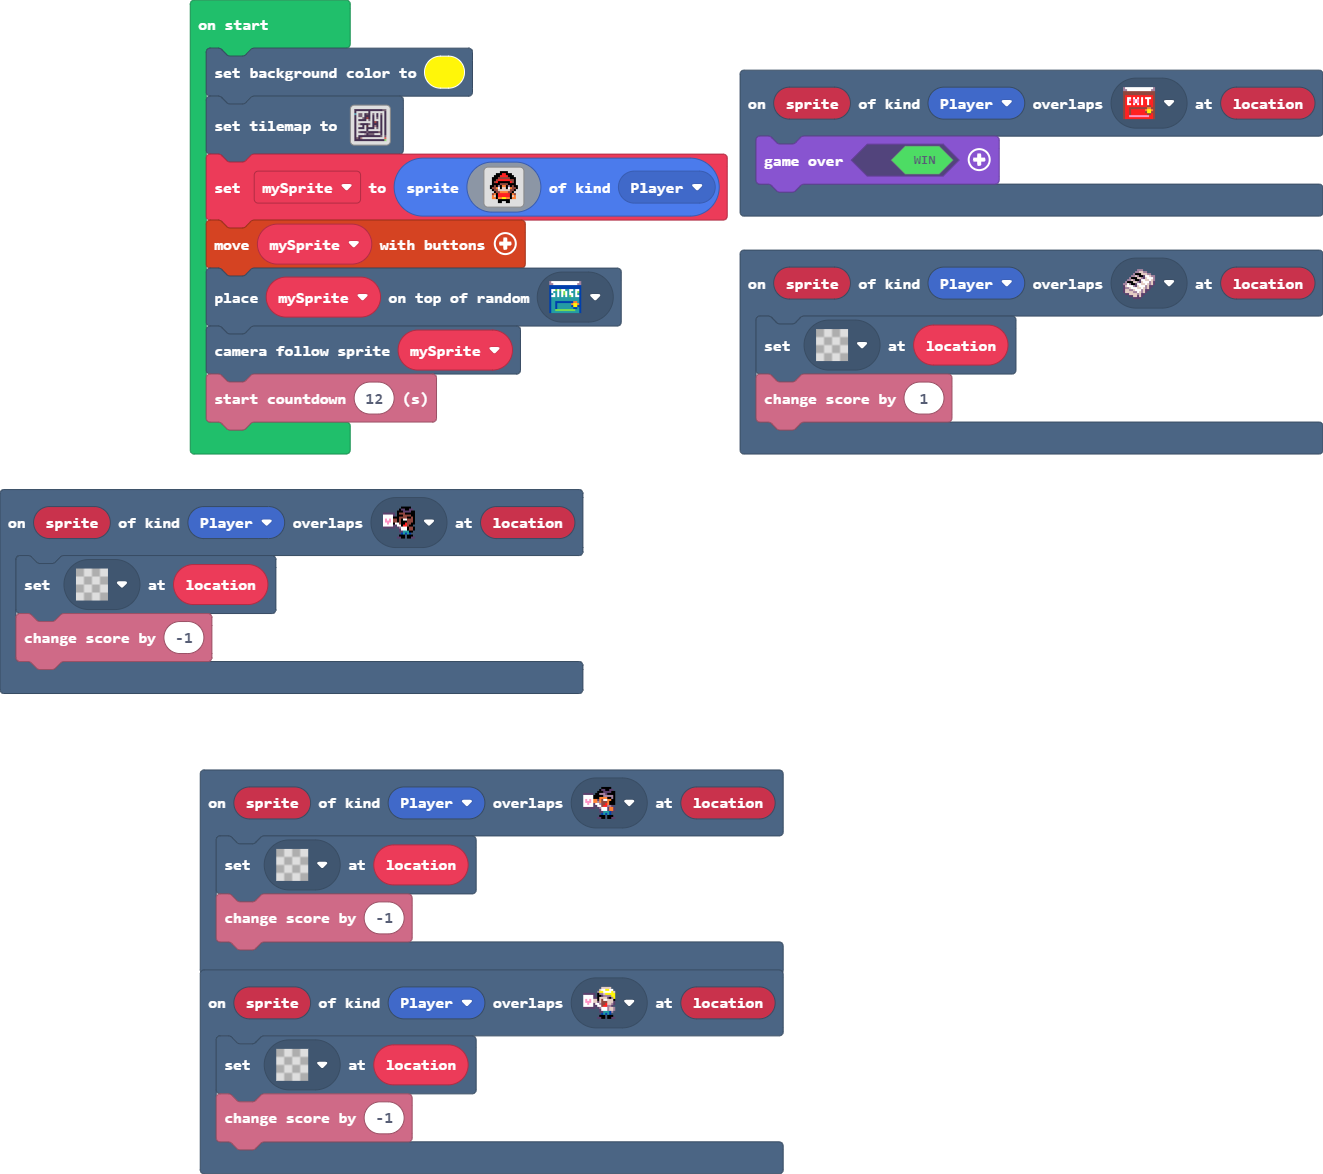 on start
set background color to
set tilemap to
set mySprite to sprite of kind Player
move mySprite with buttons
place mySprite on top of random
camera follow sprite mySprite
start countdown 12 (s)
on sprite of kind Player overlaps EXIT at location
game over WIN
on sprite of kind Player overlaps at location
set at location
change score by 1
on sprite of kind Player overlaps at location
set at location
change score by -1
on sprite of kind Player overlaps at location
set at location
change score by -1
on sprite of kind Player overlaps at location
set at location
change score by -1